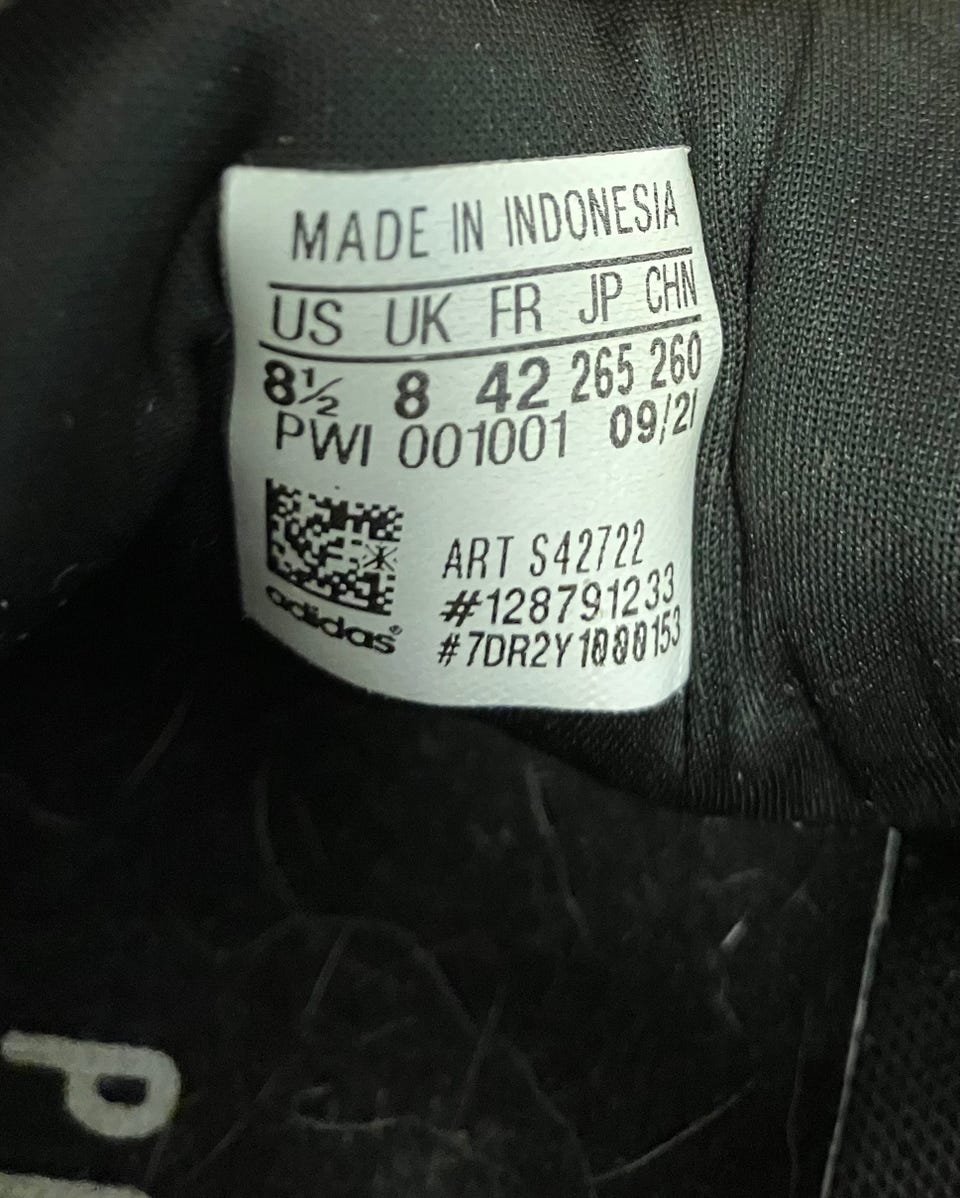 MADE IN INDONESIA
US UK FR JP CHN
8½ 8 42 265 260
PWI 001001 09/21
ART S42722
#128791233
adidas®
P